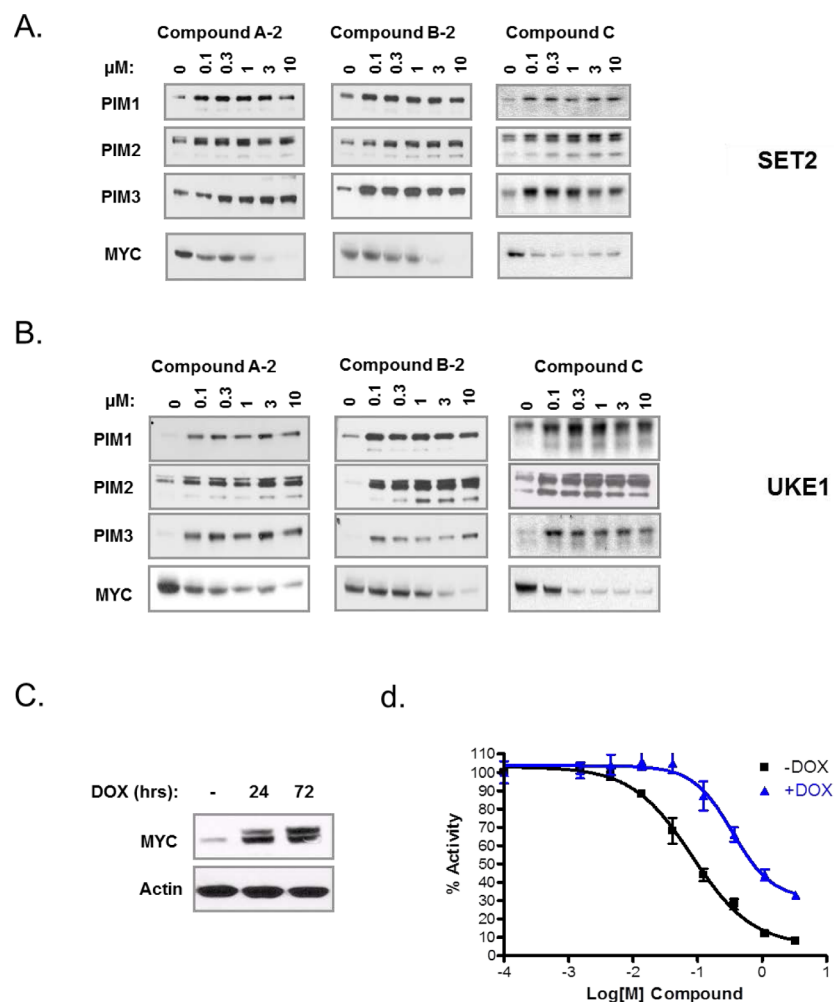 A.
Compound A-2 Compound B-2 Compound C
µM: 0 0.1 0.3 1 3 10 0 0.1 0.3 1 3 10 0 0.1 0.3 1 3 10
PIM1
PIM2
SET2
PIM3
MYC
B.
Compound A-2 Compound B-2 Compound C
µM: 0 0.1 0.3 1 3 10 0 0.1 0.3 1 3 10 0 0.1 0.3 1 3 10
PIM1
PIM2
UKE1
PIM3
MYC
C.
DOX (hrs): - 24 72
MYC
Actin
d.
% Activity
110
100
90
80
70
60
50
40
30
20
10
0
-4 -3 -2 -1 0 1
Log[M] Compound
-DOX
+DOX